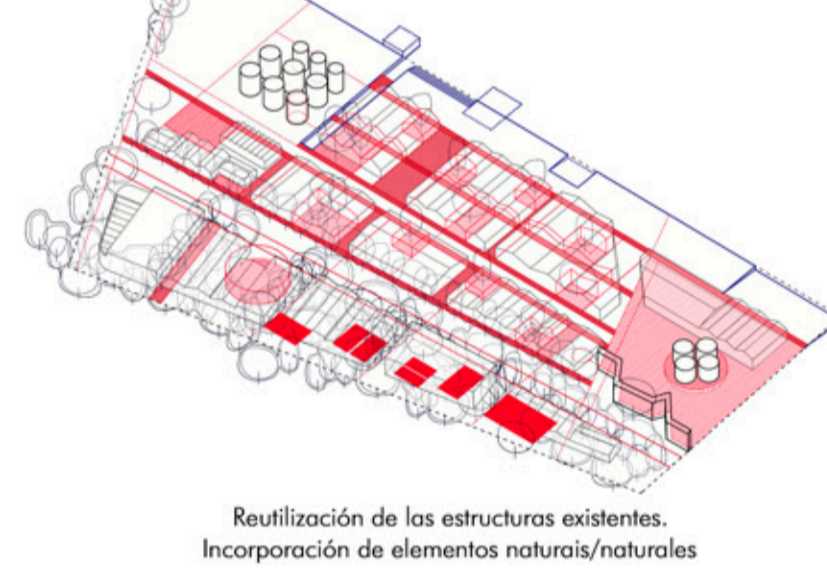 Reutilización de las estructuras existentes.
Incorporación de elementos naturais/naturales